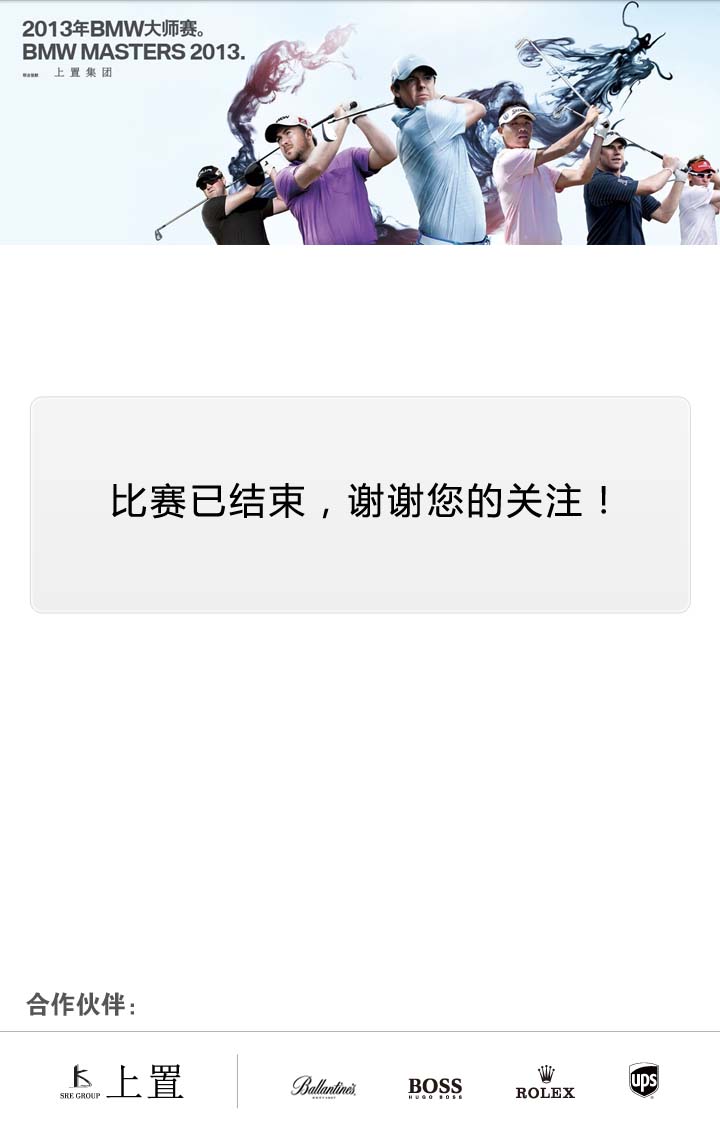 2013年BMW大师赛。
BMW MASTERS 2013.
上置集团
比赛已结束，谢谢您的关注！
合作伙伴：
SRE GROUP 上置
Ballantine's
BOSS
HUGO BOSS
ROLEX
ups